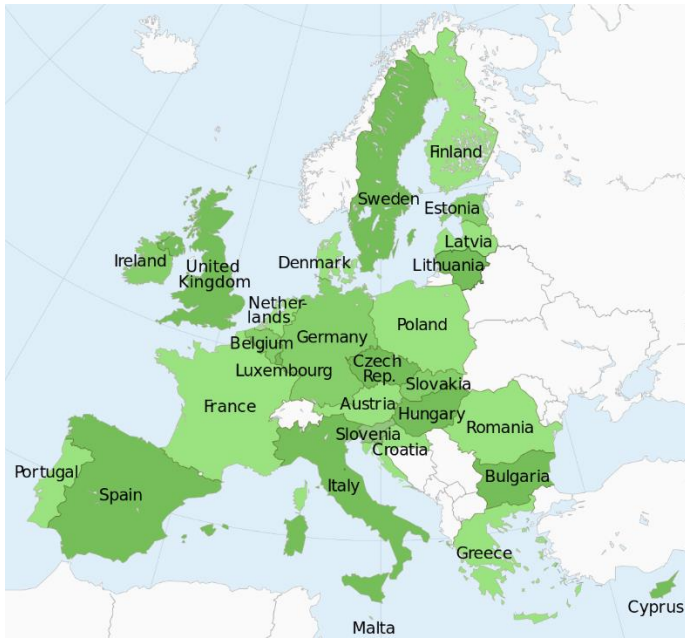 Finland
Sweden
Estonia
Latvia
Lithuania
Ireland
United
Kingdom
Denmark
Nether-
lands
Belgium
Germany
Poland
Luxembourg
Czech
Rep.
Slovakia
France
Austria
Hungary
Romania
Slovenia
Croatia
Portugal
Spain
Italy
Bulgaria
Greece
Malta
Cyprus